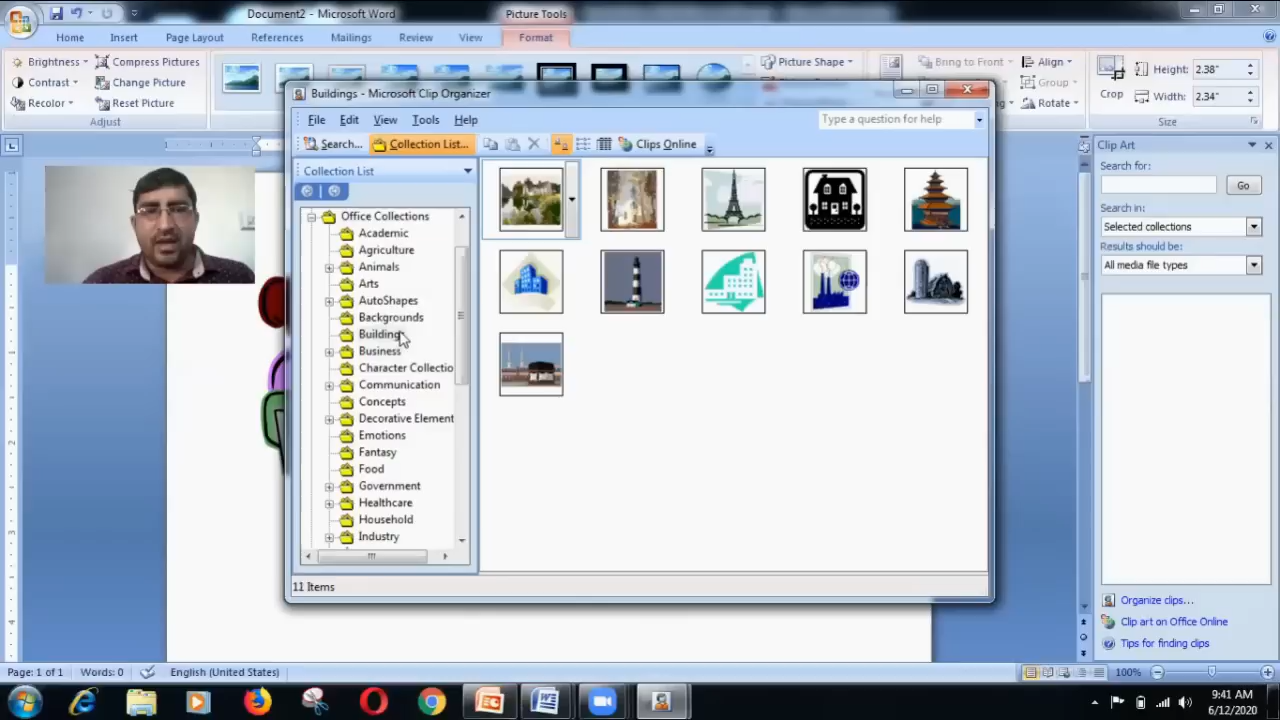 Document2 - Microsoft Word
Picture Tools
Home Insert Page Layout References Mailings Review View Format
Brightness Compress Pictures
Contrast Change Picture
Recolor Reset Picture
Adjust
Picture Shape
Bring to Front
Align
Group
Rotate
Crop
Height: 2.38"
Width: 2.34"
Size
Buildings - Microsoft Clip Organizer
File Edit View Tools Help
Type a question for help
Search... Collection List... Clips Online
Collection List
Office Collections
Academic
Agriculture
Animals
Arts
AutoShapes
Backgrounds
Building
Business
Character Collectio
Communication
Concepts
Decorative Element
Emotions
Fantasy
Food
Government
Healthcare
Household
Industry
11 Items
Clip Art
Search for:
Go
Search in:
Selected collections
Results should be:
All media file types
Organize clips...
Clip art on Office Online
Tips for finding clips
Page: 1 of 1 Words: 0 English (United States) 100%
9:41 AM
6/12/2020